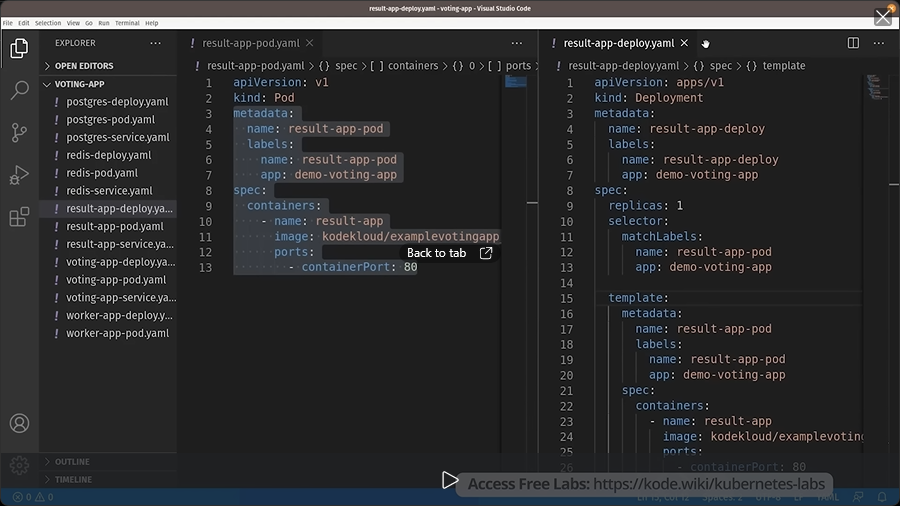 result-app-deploy.yaml - voting-app - Visual Studio Code
File Edit Selection View Go Run Terminal Help
EXPLORER
OPEN EDITORS
VOTING-APP
postgres-deploy.yaml
postgres-pod.yaml
postgres-service.yaml
redis-deploy.yaml
redis-pod.yaml
redis-service.yaml
result-app-deploy.ya...
result-app-pod.yaml
result-app-service.ya...
voting-app-deploy.ya...
voting-app-pod.yaml
voting-app-service.ya...
worker-app-deploy.y...
worker-app-pod.yaml
OUTLINE
TIMELINE
result-app-pod.yaml
result-app-pod.yaml > {} spec > [ ] containers > {} 0 > [ ] ports >
1 apiVersion: v1
2 kind: Pod
3 metadata:
4 name: result-app-pod
5 labels:
6 name: result-app-pod
7 app: demo-voting-app
8 spec:
9 containers:
10 - name: result-app
11 image: kodekloud/examplevotingapp
12 ports:
13 - containerPort: 80
Back to tab
result-app-deploy.yaml
result-app-deploy.yaml > {} spec > {} template
1 apiVersion: apps/v1
2 kind: Deployment
3 metadata:
4 name: result-app-deploy
5 labels:
6 name: result-app-deploy
7 app: demo-voting-app
8 spec:
9 replicas: 1
10 selector:
11 matchLabels:
12 name: result-app-pod
13 app: demo-voting-app
14
15 template:
16 metadata:
17 name: result-app-pod
18 labels:
19 name: result-app-pod
20 app: demo-voting-app
21 spec:
22 containers:
23 - name: result-app
24 image: kodekloud/examplevoting
25 ports:
26 - containerPort: 80
Access Free Labs: https://kode.wiki/kubernetes-labs
0 0